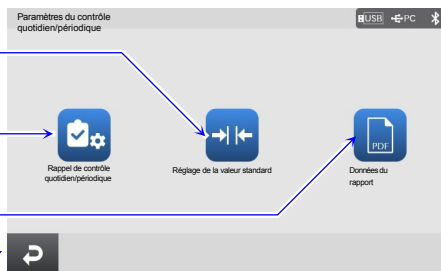 Paramètres du contrôle
quotidien/périodique
USB PC
PDF
Rappel de contrôle
quotidien/périodique
Réglage de la valeur standard
Données du
rapport